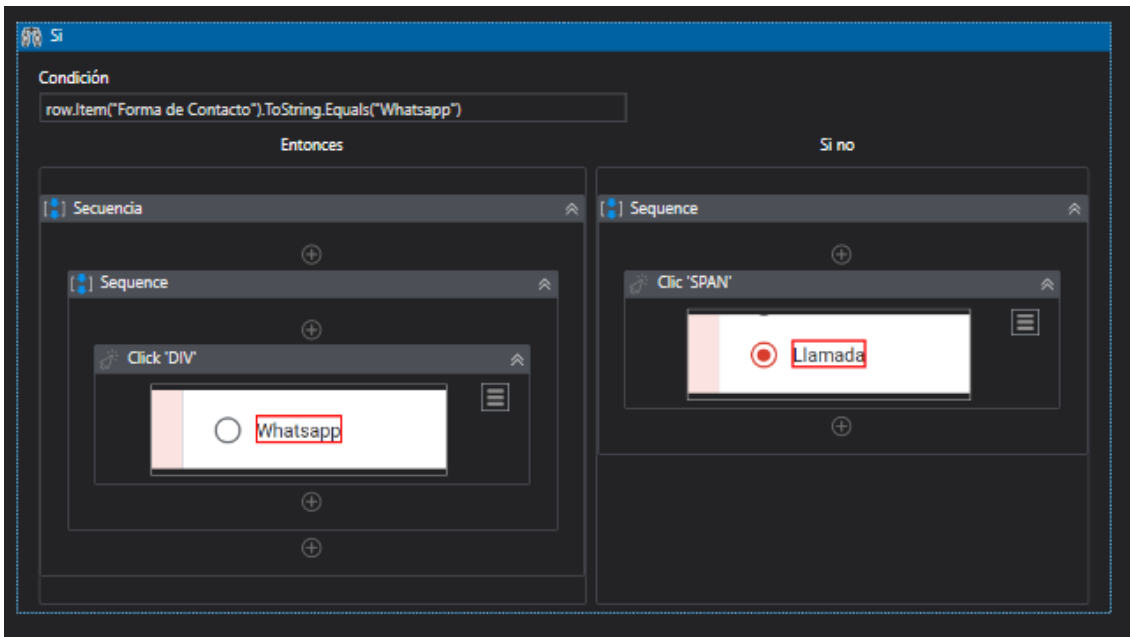 Si
Condición
row.Item("Forma de Contacto").ToString.Equals("Whatsapp")
Entonces
Si no
Secuencia
Sequence
Sequence
Clic 'SPAN'
Llamada
Click 'DIV'
Whatsapp